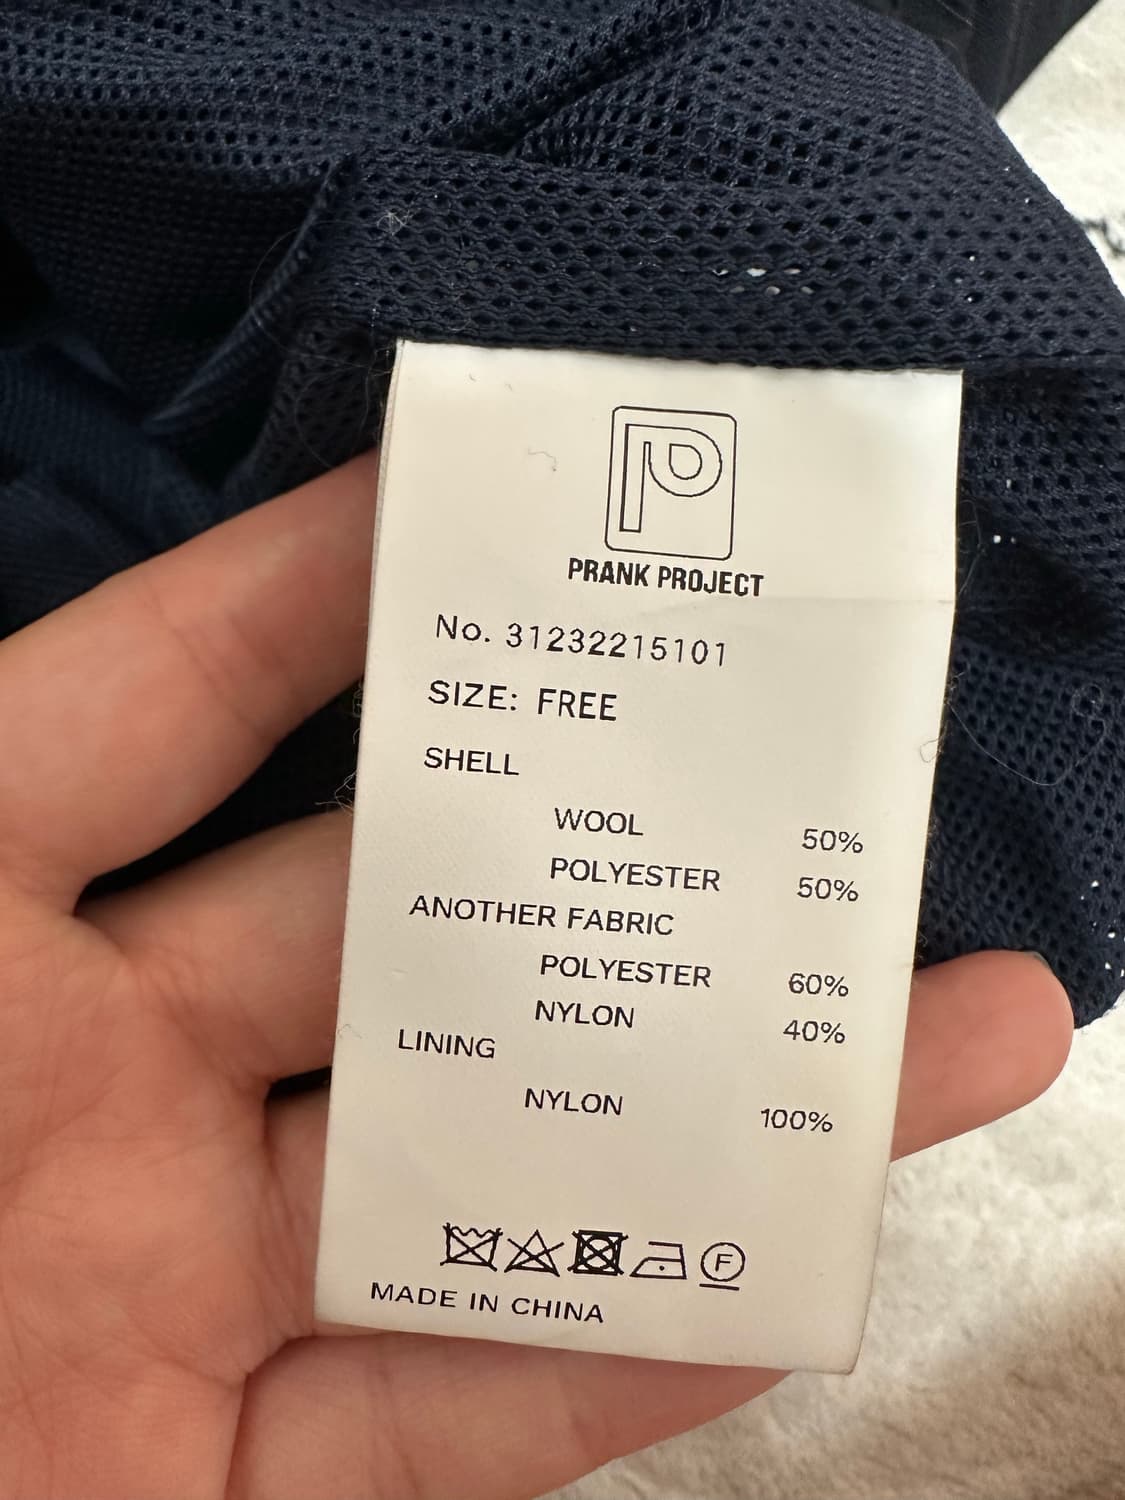 PRANK PROJECT
No. 31232215101
SIZE: FREE
SHELL
WOOL 50%
POLYESTER 50%
ANOTHER FABRIC
POLYESTER 60%
NYLON 40%
LINING
NYLON 100%
F
MADE IN CHINA